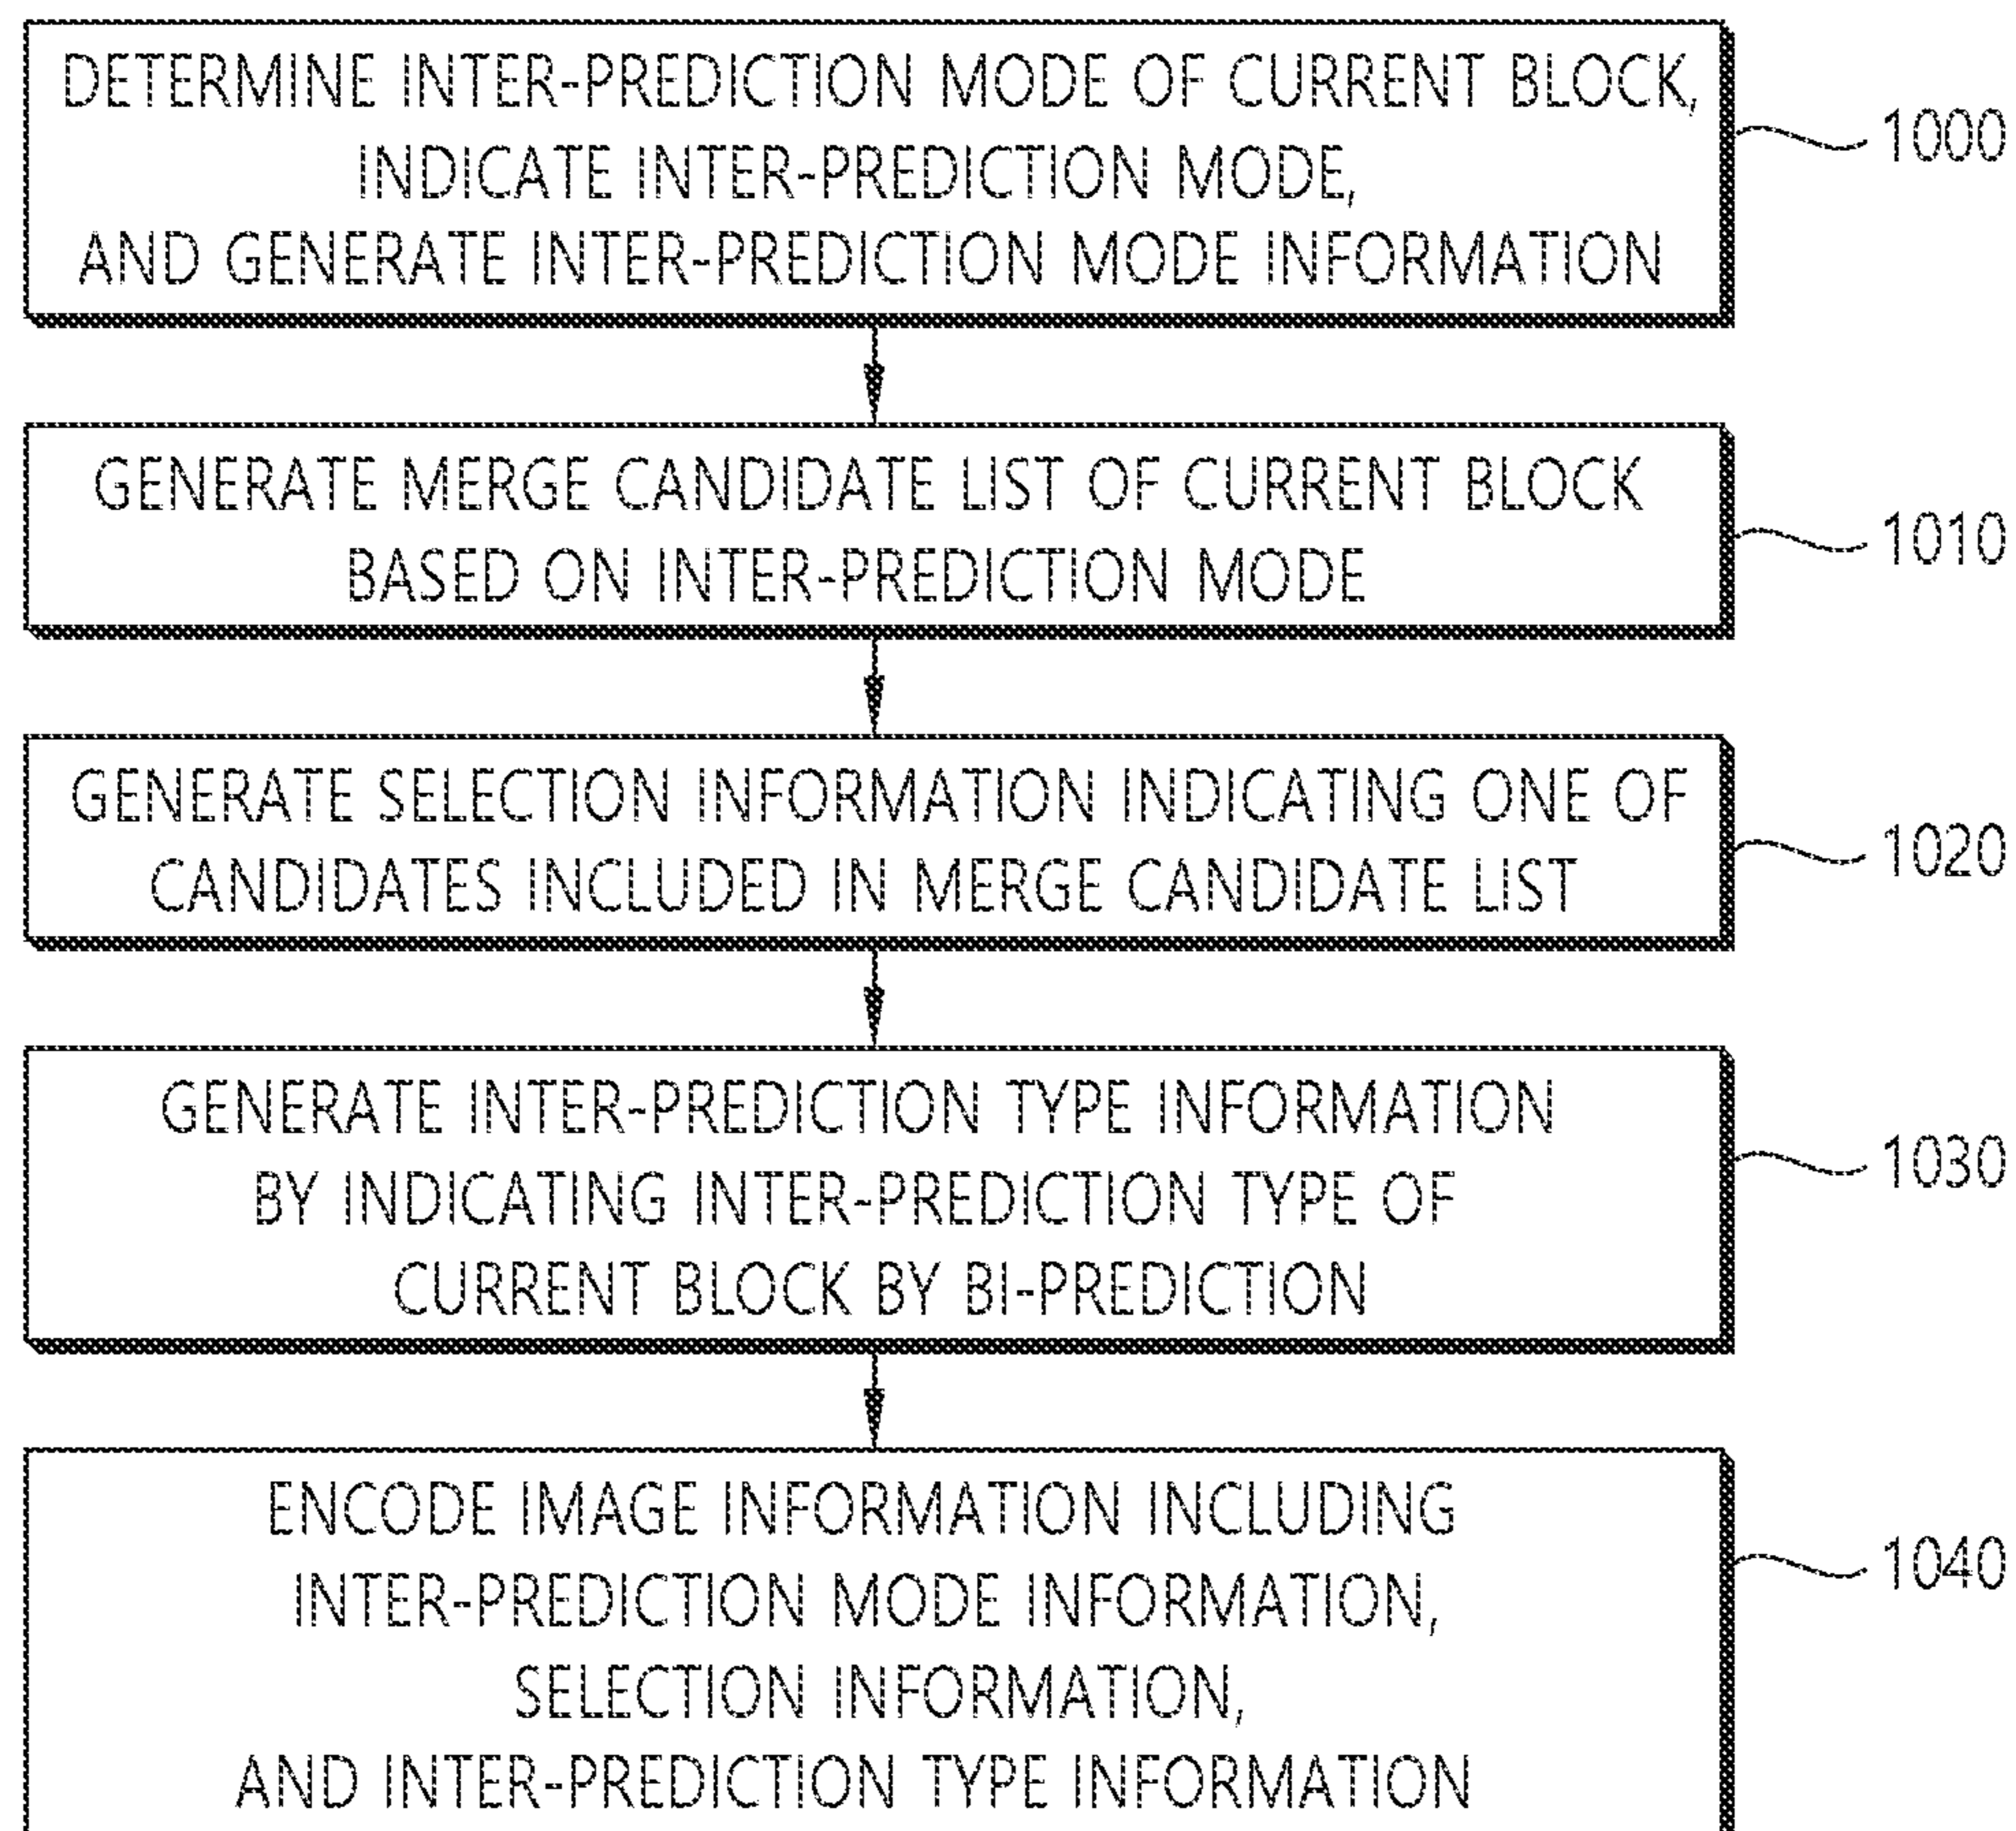 DETERMINE INTER-PREDICTION MODE OF CURRENT BLOCK,
INDICATE INTER-PREDICTION MODE,
AND GENERATE INTER-PREDICTION MODE INFORMATION
1000
GENERATE MERGE CANDIDATE LIST OF CURRENT BLOCK
BASED ON INTER-PREDICTION MODE
1010
GENERATE SELECTION INFORMATION INDICATING ONE OF
CANDIDATES INCLUDED IN MERGE CANDIDATE LIST
1020
GENERATE INTER-PREDICTION TYPE INFORMATION
BY INDICATING INTER-PREDICTION TYPE OF
CURRENT BLOCK BY BI-PREDICTION
1030
ENCODE IMAGE INFORMATION INCLUDING
INTER-PREDICTION MODE INFORMATION,
SELECTION INFORMATION,
AND INTER-PREDICTION TYPE INFORMATION
1040